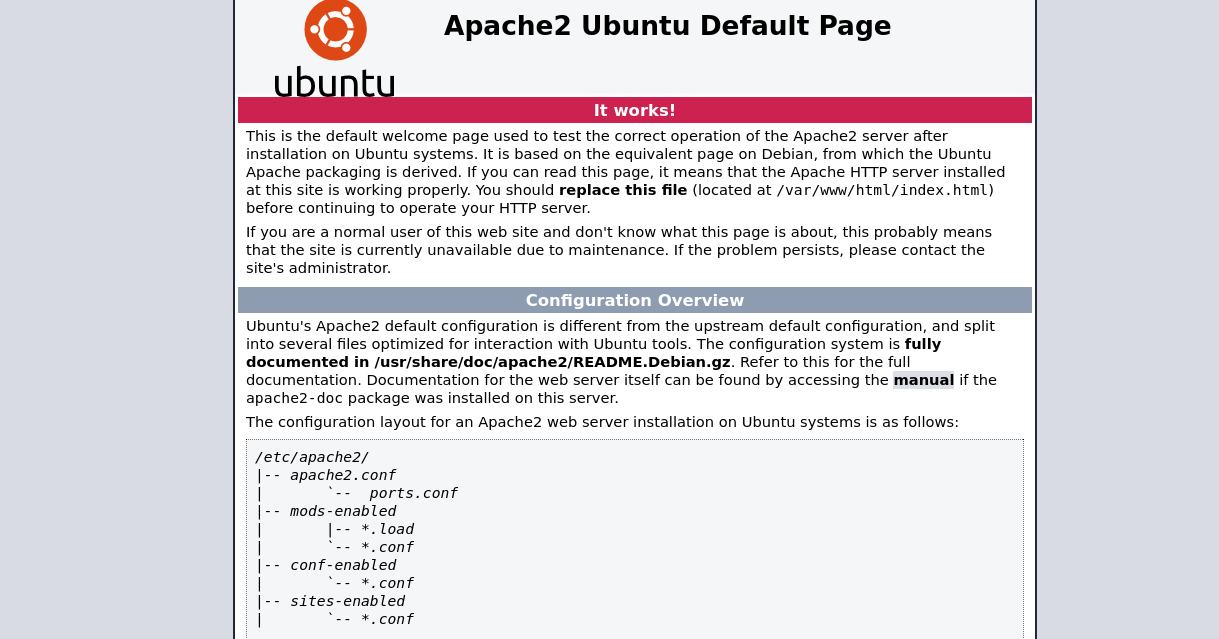 ubuntu
Apache2 Ubuntu Default Page
It works!
This is the default welcome page used to test the correct operation of the Apache2 server after
installation on Ubuntu systems. It is based on the equivalent page on Debian, from which the Ubuntu
Apache packaging is derived. If you can read this page, it means that the Apache HTTP server installed
at this site is working properly. You should replace this file (located at /var/www/html/index.html)
before continuing to operate your HTTP server.
If you are a normal user of this web site and don't know what this page is about, this probably means
that the site is currently unavailable due to maintenance. If the problem persists, please contact the
site's administrator.
Configuration Overview
Ubuntu's Apache2 default configuration is different from the upstream default configuration, and split
into several files optimized for interaction with Ubuntu tools. The configuration system is fully
documented in /usr/share/doc/apache2/README.Debian.gz. Refer to this for the full
documentation. Documentation for the web server itself can be found by accessing the manual if the
apache2-doc package was installed on this server.
The configuration layout for an Apache2 web server installation on Ubuntu systems is as follows:
/etc/apache2/
|-- apache2.conf
|       `--  ports.conf
|-- mods-enabled
|       |-- *.load
|       `-- *.conf
|-- conf-enabled
|       `-- *.conf
|-- sites-enabled
|       `-- *.conf